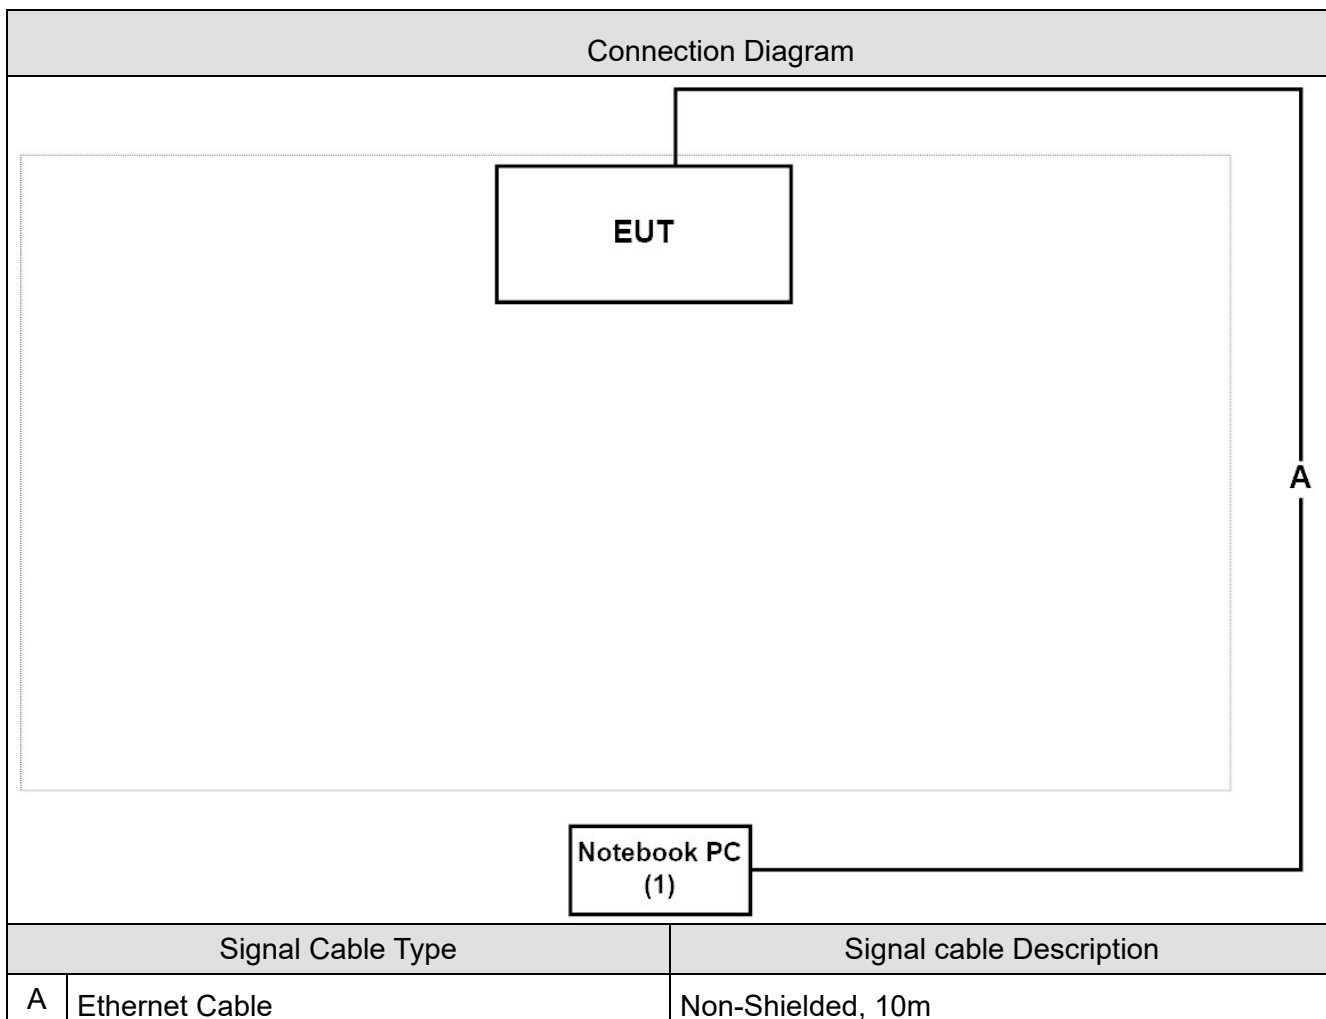 Connection Diagram
EUT
A
Notebook PC
(1)
Signal Cable Type Signal cable Description
A Ethernet Cable Non-Shielded, 10m